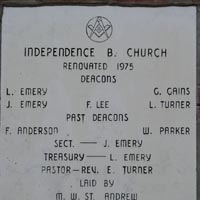 INDEPENDENCE B. CHURCH
RENOVATED 1975
DEACONS
L. EMERY G. GAINS
J. EMERY F. LEE L. TURNER
PAST DEACONS
F. ANDERSON W. PARKER
SECT. — J. EMERY
TREASURY — L. EMERY
PASTOR — REV. E. TURNER
LAID BY
M. W. ST. ANDREW